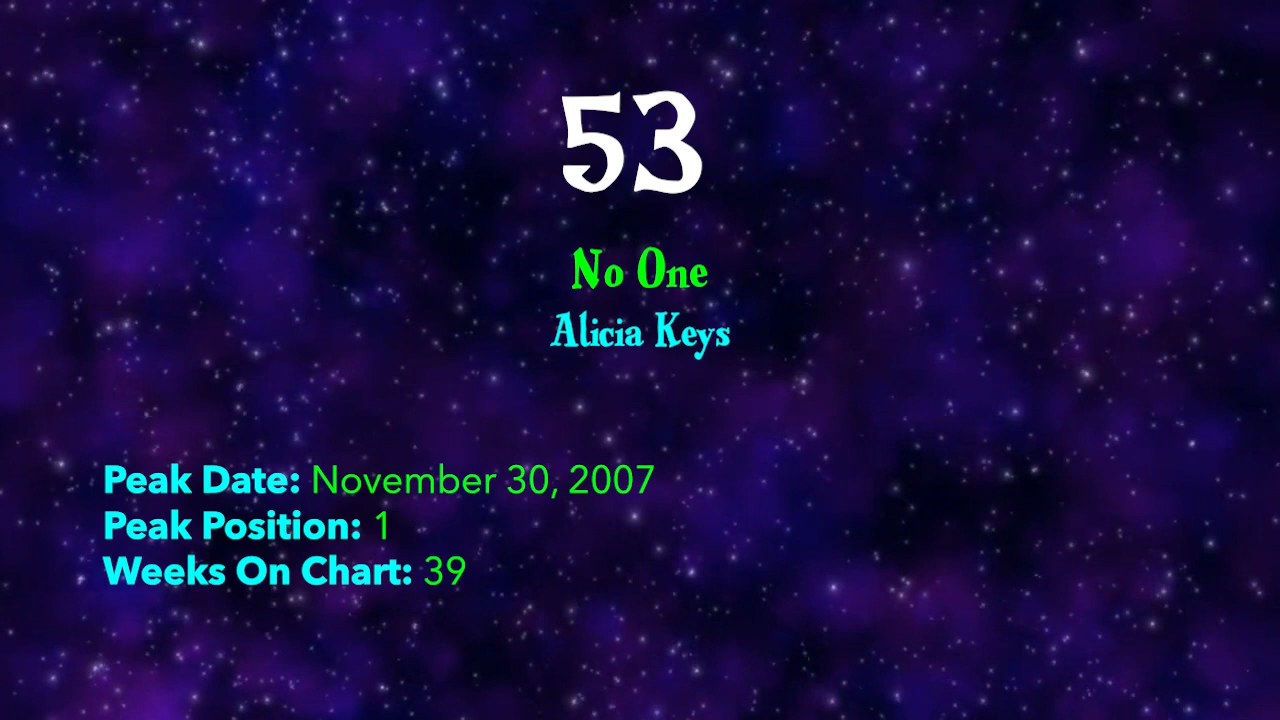 53
No One
Alicia Keys
Peak Date: November 30, 2007
Peak Position: 1
Weeks On Chart: 39